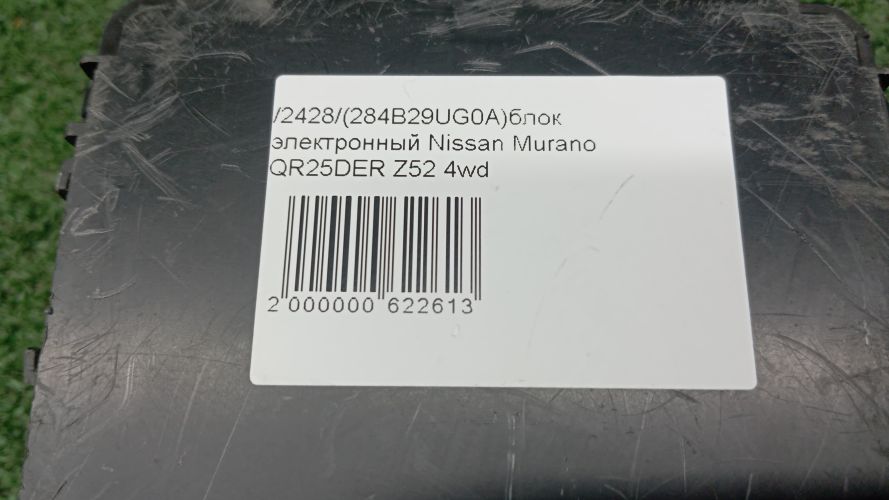 /2428/(284B29UG0A)блок
электронный Nissan Murano
QR25DER Z52 4wd
2 000000 622613